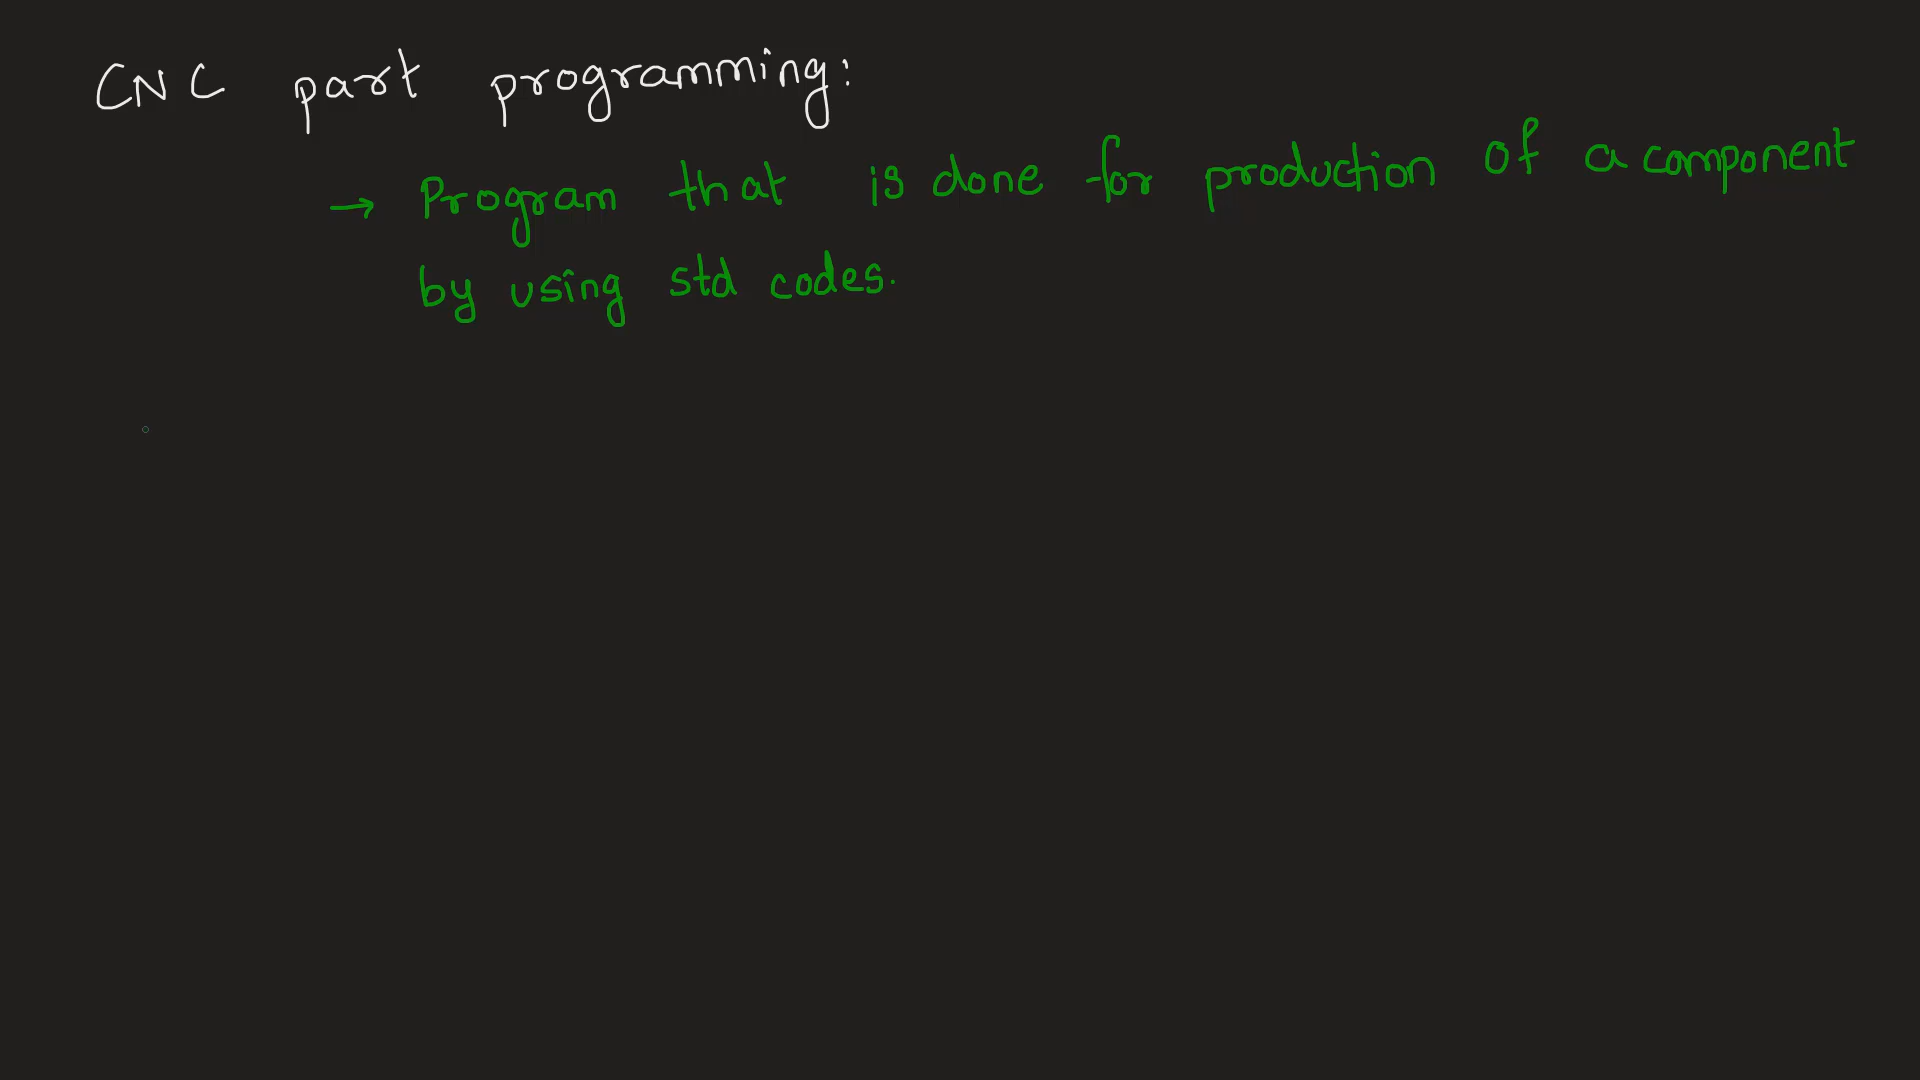 CNC part programming:
→ Program that is done for production of a component
by using std codes.